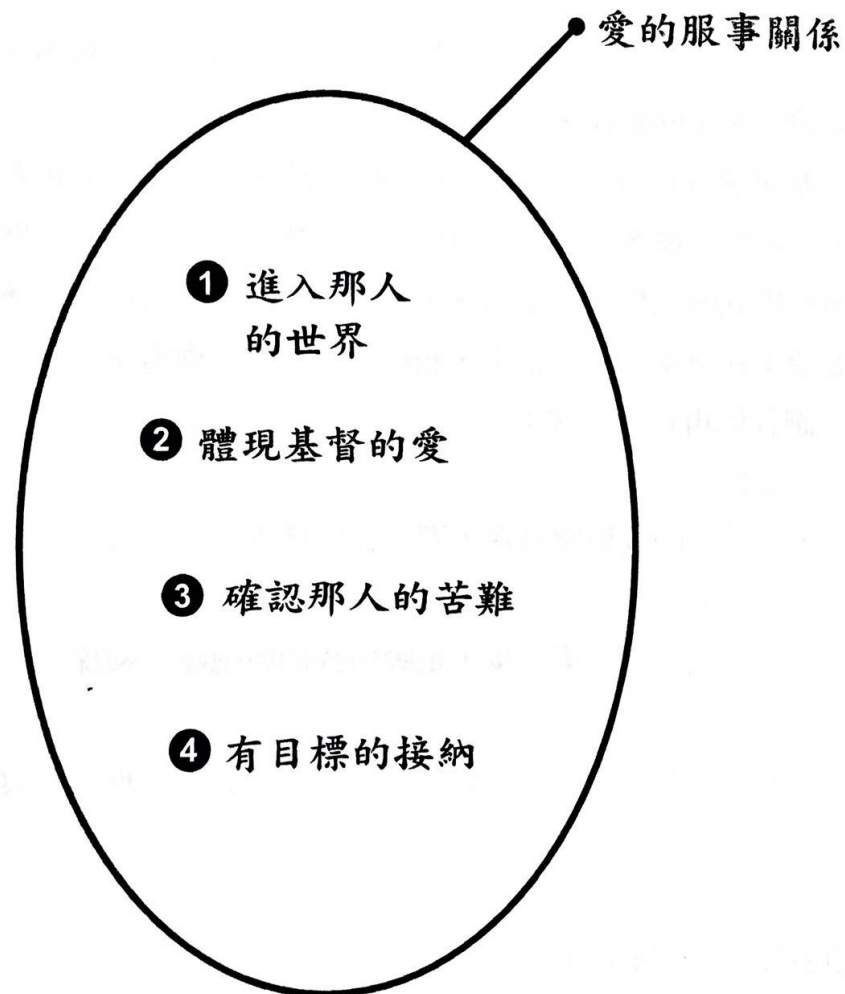 愛的服事關係
❶ 進入那人
的世界
❷ 體現基督的愛
❸ 確認那人的苦難
❹ 有目標的接納